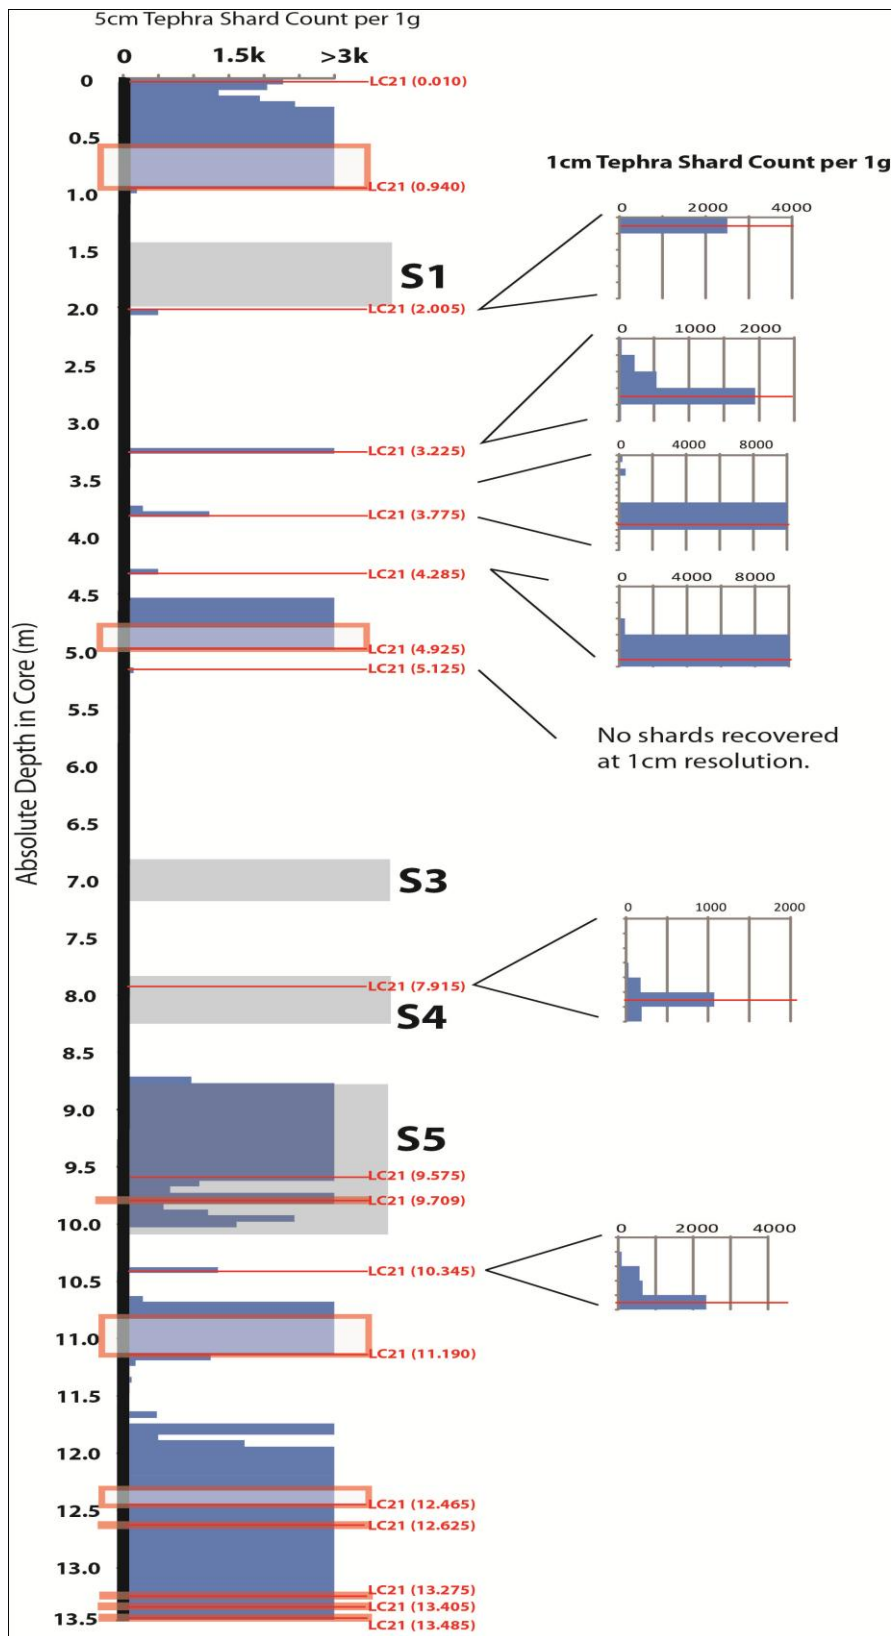 5cm Tephra Shard Count per 1g
0 1.5k >3k
0 LC21 (0.010)
0.5
1cm Tephra Shard Count per 1g
LC21 (0.940)
1.0
0 2000 4000
1.5
S1
2.0 LC21 (2.005)
0 1000 2000
2.5
3.0
LC21 (3.225)
0 4000 8000
3.5
LC21 (3.775)
4.0
LC21 (4.285)
0 4000 8000
4.5
LC21 (4.925)
5.0
LC21 (5.125)
5.5
No shards recovered
at 1cm resolution.
6.0
Absolute Depth in Core (m)
6.5
7.0 S3
0 1000 2000
7.5
LC21 (7.915)
8.0
S4
8.5
9.0
S5
9.5
LC21 (9.575)
LC21 (9.709)
10.0
0 2000 4000
LC21 (10.345)
10.5
11.0
LC21 (11.190)
11.5
12.0
12.5 LC21 (12.465)
LC21 (12.625)
13.0
LC21 (13.275)
LC21 (13.405)
13.5 LC21 (13.485)